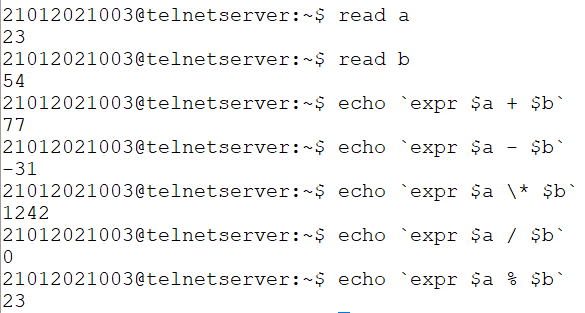 21012021003@telnetserver:~$ read a
23
21012021003@telnetserver:~$ read b
54
21012021003@telnetserver:~$ echo `expr $a + $b`
77
21012021003@telnetserver:~$ echo `expr $a - $b`
-31
21012021003@telnetserver:~$ echo `expr $a \* $b`
1242
21012021003@telnetserver:~$ echo `expr $a / $b`
0
21012021003@telnetserver:~$ echo `expr $a % $b`
23